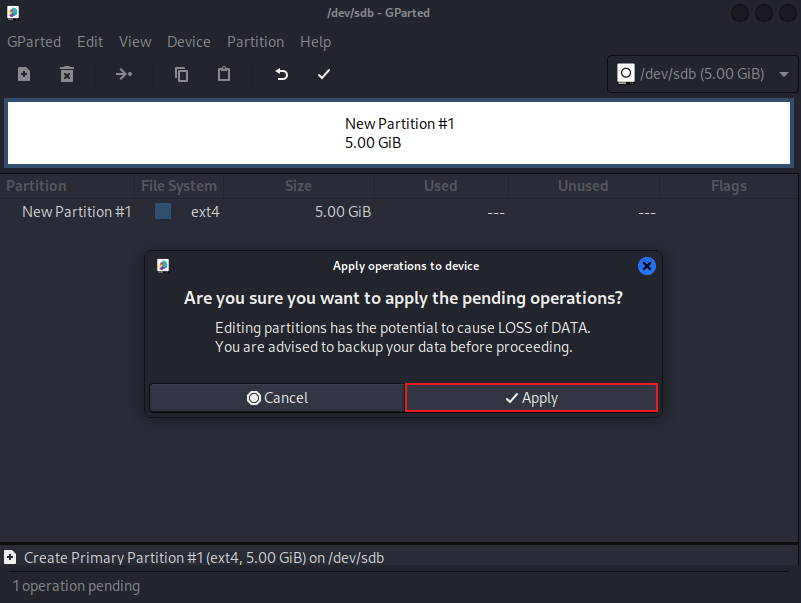 /dev/sdb - GParted
GParted Edit View Device Partition Help
/dev/sdb (5.00 GiB)
New Partition #1
5.00 GiB
Partition File System Size Used Unused Flags
New Partition #1 ext4 5.00 GiB --- ---
Apply operations to device
Are you sure you want to apply the pending operations?
Editing partitions has the potential to cause LOSS of DATA.
You are advised to backup your data before proceeding.
Cancel Apply
Create Primary Partition #1 (ext4, 5.00 GiB) on /dev/sdb
1 operation pending